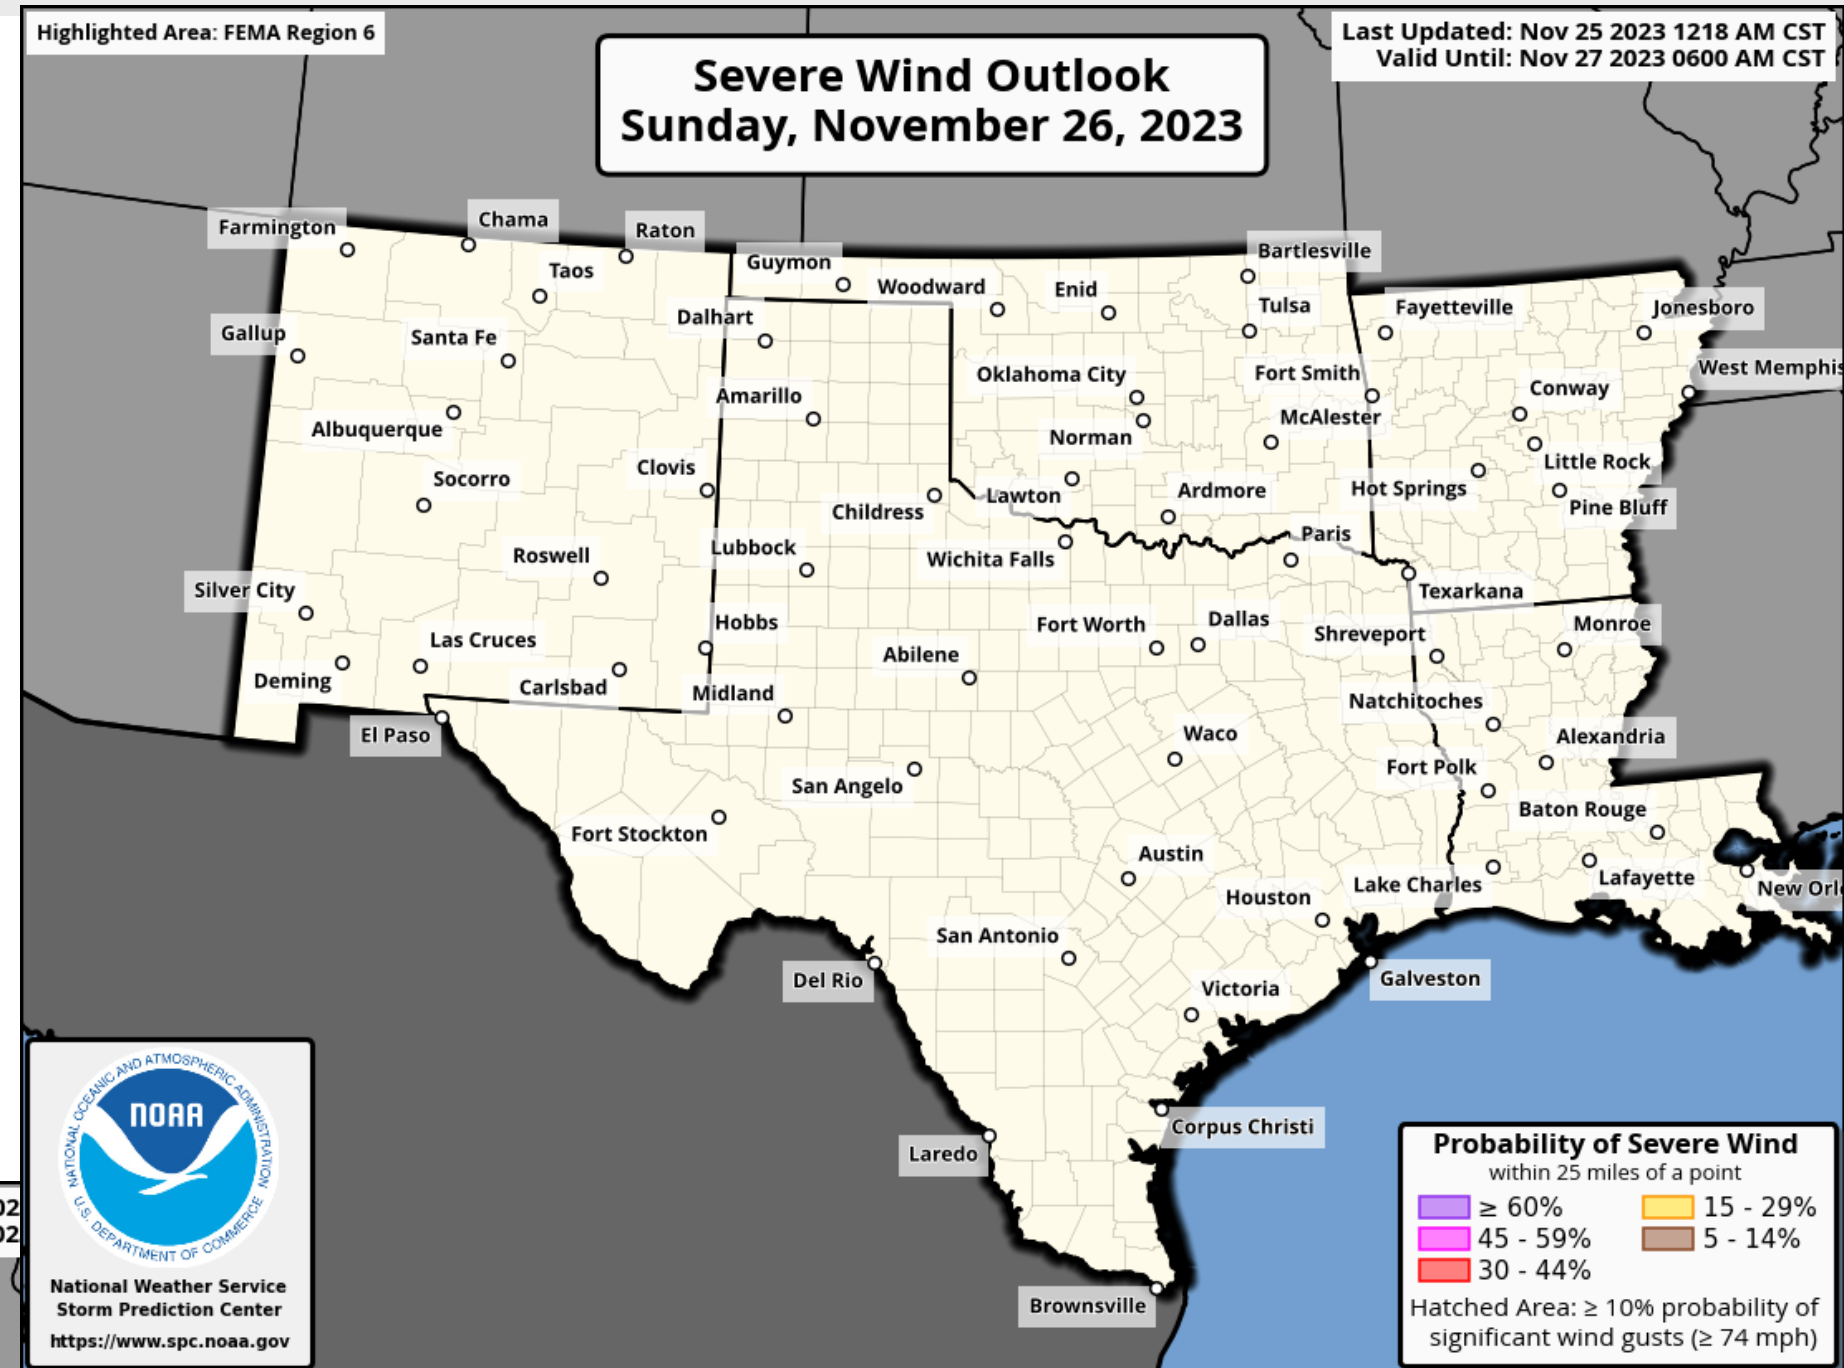 Highlighted Area: FEMA Region 6
Last Updated: Nov 25 2023 1218 AM CST
Valid Until: Nov 27 2023 0600 AM CST
Severe Wind Outlook
Sunday, November 26, 2023
Farmington
Chama
Raton
Taos
Guymon
Woodward
Enid
Bartlesville
Tulsa
Fayetteville
Jonesboro
Gallup
Santa Fe
Dalhart
Oklahoma City
Fort Smith
West Memphis
Amarillo
Conway
Albuquerque
Norman
McAlester
Clovis
Socorro
Little Rock
Childress
Lawton
Ardmore
Hot Springs
Pine Bluff
Roswell
Lubbock
Wichita Falls
Paris
Silver City
Texarkana
Las Cruces
Hobbs
Abilene
Fort Worth
Dallas
Shreveport
Monroe
Deming
Carlsbad
Midland
Natchitoches
El Paso
Waco
Alexandria
San Angelo
Fort Polk
Fort Stockton
Baton Rouge
Austin
Houston
Lake Charles
Lafayette
New Orl
San Antonio
Del Rio
Victoria
Galveston
Corpus Christi
Laredo
Brownsville
02
02
NATIONAL OCEANIC AND ATMOSPHERIC ADMINISTRATION
NOAA
U.S. DEPARTMENT OF COMMERCE
National Weather Service
Storm Prediction Center
https://www.spc.noaa.gov
Probability of Severe Wind
within 25 miles of a point
≥ 60% 15 - 29%
45 - 59% 5 - 14%
30 - 44%
Hatched Area: ≥ 10% probability of
significant wind gusts (≥ 74 mph)